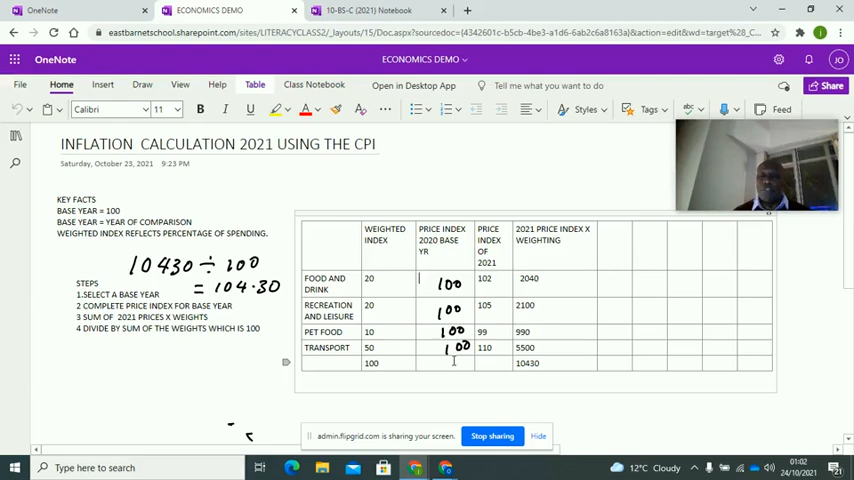 OneNote
ECONOMICS DEMO
10-BS-C (2021) Notebook
eastbarnetschool.sharepoint.com/sites/LITERACYCLASS2/_layouts/15/Doc.aspx?sourcedoc={4342601c-b5cb-4be3-a1d6-6ab2c6a8163a}&action=edit&wd=target%28_C...
OneNote
ECONOMICS DEMO
JO
File Home Insert Draw View Help Table Class Notebook Open in Desktop App Tell me what you want to do Share
Calibri 11 B I U A Styles Tags abc Feed
INFLATION CALCULATION 2021 USING THE CPI
Saturday, October 23, 2021 9:23 PM
KEY FACTS
BASE YEAR = 100
BASE YEAR = YEAR OF COMPARISON
WEIGHTED INDEX REFLECTS PERCENTAGE OF SPENDING.
10430 ÷ 100
= 104.30
STEPS
1.SELECT A BASE YEAR
2 COMPLETE PRICE INDEX FOR BASE YEAR
3 SUM OF 2021 PRICES X WEIGHTS
4 DIVIDE BY SUM OF THE WEIGHTS WHICH IS 100
WEIGHTED INDEX
PRICE INDEX 2020 BASE YR
PRICE INDEX OF 2021
2021 PRICE INDEX X WEIGHTING
FOOD AND DRINK 20 100 102 2040
RECREATION AND LEISURE 20 100 105 2100
PET FOOD 10 100 99 990
TRANSPORT 50 100 110 5500
100 10430
admin.flipgrid.com is sharing your screen. Stop sharing Hide
Type here to search
12°C Cloudy
01:02
24/10/2021